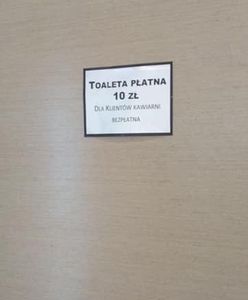 TOALETA PŁATNA
10 ZŁ
DLA KLIENTÓW KAWIARNI
BEZPŁATNA